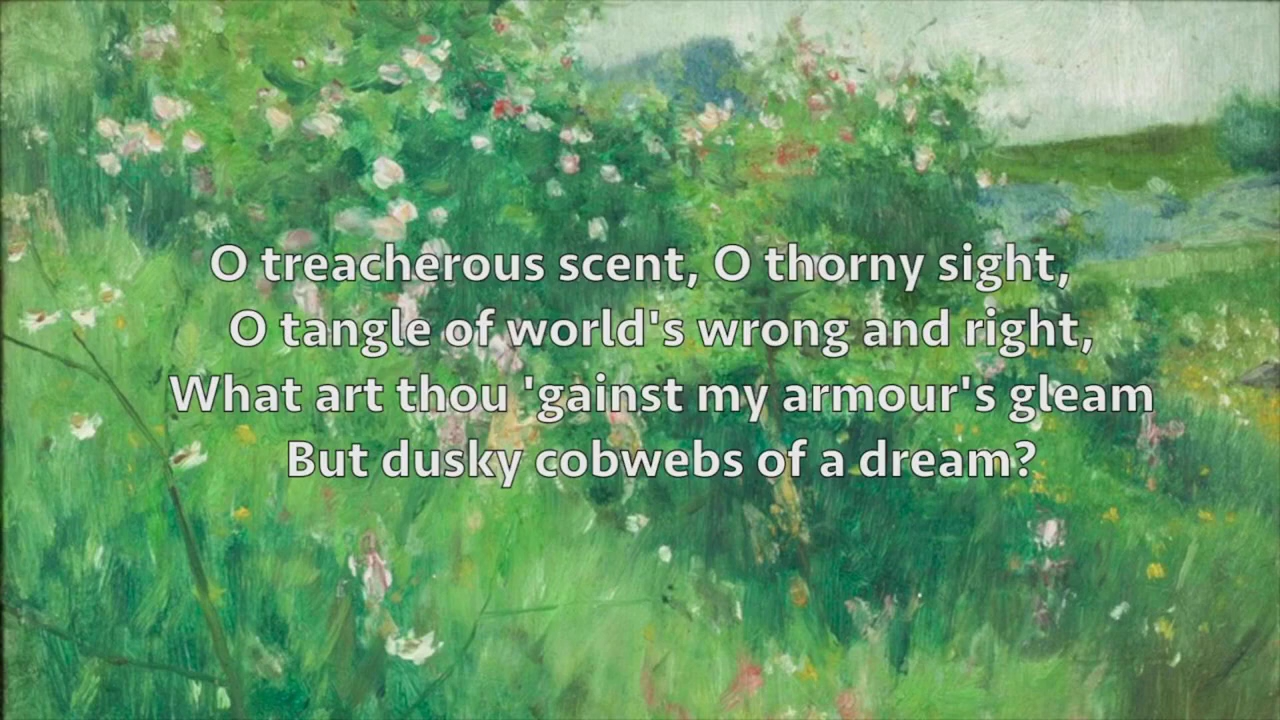 O treacherous scent, O thorny sight,
O tangle of world's wrong and right,
What art thou 'gainst my armour's gleam
But dusky cobwebs of a dream?